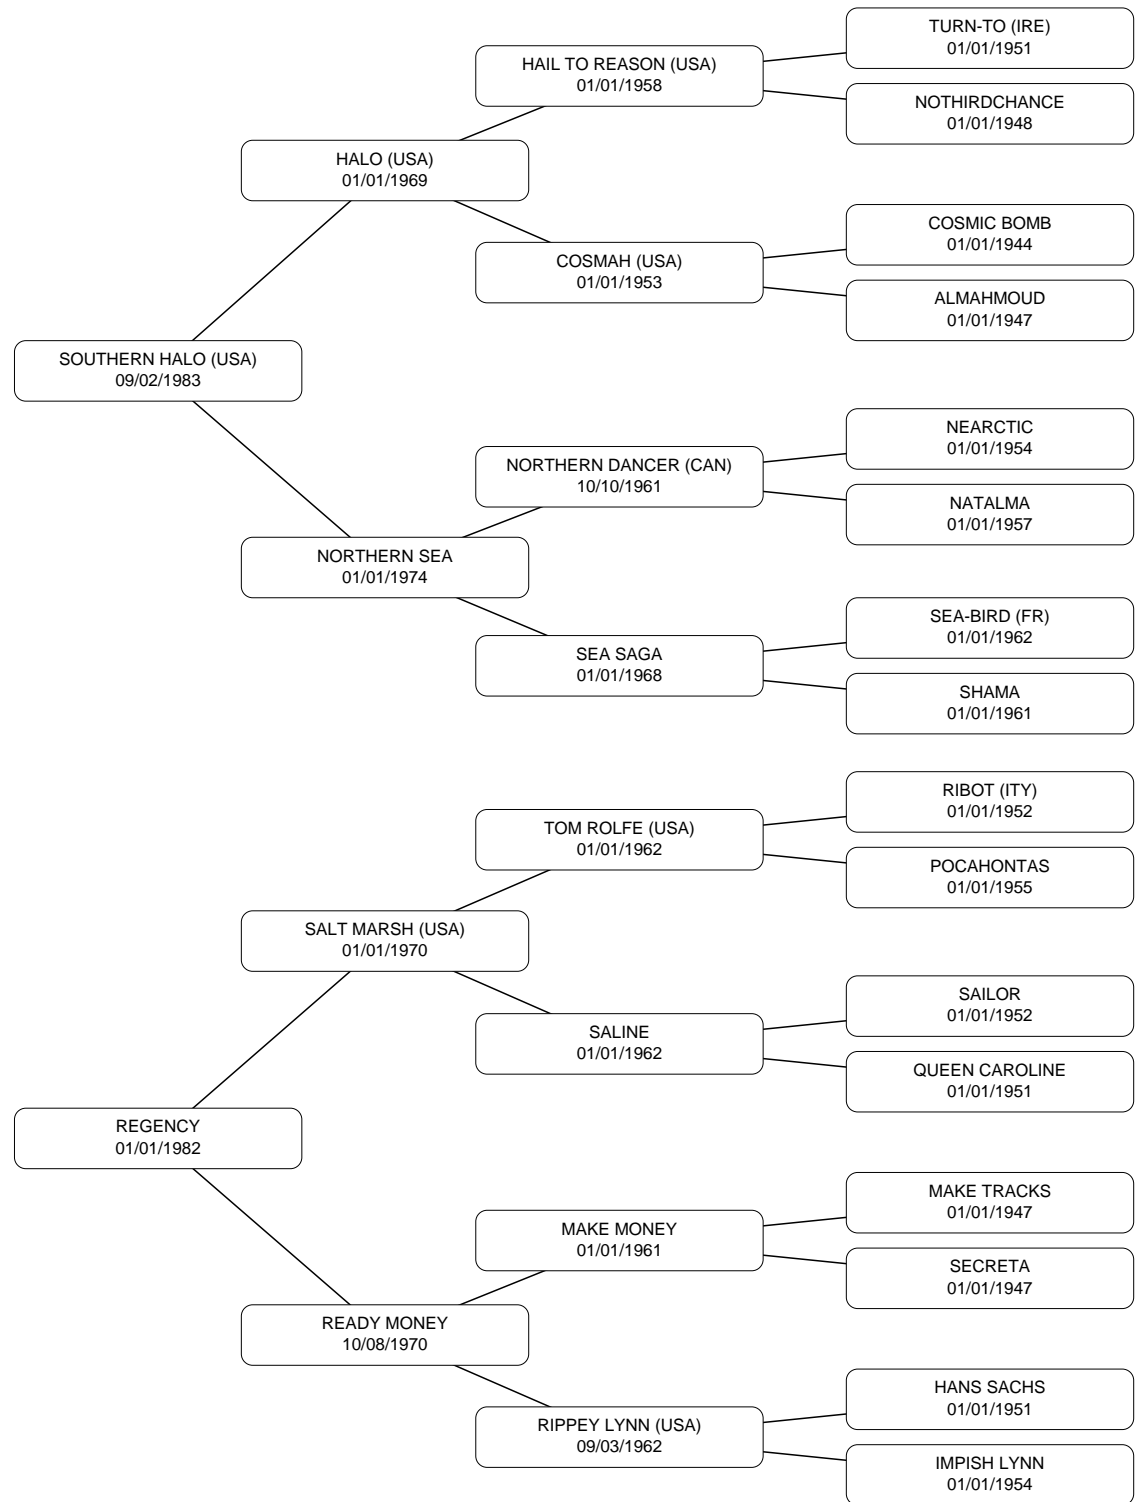 TURN-TO (IRE)
01/01/1951
HAIL TO REASON (USA)
01/01/1958
NOTHIRDCHANCE
01/01/1948
HALO (USA)
01/01/1969
COSMIC BOMB
01/01/1944
COSMAH (USA)
01/01/1953
ALMAHMOUD
01/01/1947
SOUTHERN HALO (USA)
09/02/1983
NEARCTIC
01/01/1954
NORTHERN DANCER (CAN)
10/10/1961
NATALMA
01/01/1957
NORTHERN SEA
01/01/1974
SEA-BIRD (FR)
01/01/1962
SEA SAGA
01/01/1968
SHAMA
01/01/1961
RIBOT (ITY)
01/01/1952
TOM ROLFE (USA)
01/01/1962
POCAHONTAS
01/01/1955
SALT MARSH (USA)
01/01/1970
SAILOR
01/01/1952
SALINE
01/01/1962
QUEEN CAROLINE
01/01/1951
REGENCY
01/01/1982
MAKE TRACKS
01/01/1947
MAKE MONEY
01/01/1961
SECRETA
01/01/1947
READY MONEY
10/08/1970
HANS SACHS
01/01/1951
RIPPEY LYNN (USA)
09/03/1962
IMPISH LYNN
01/01/1954